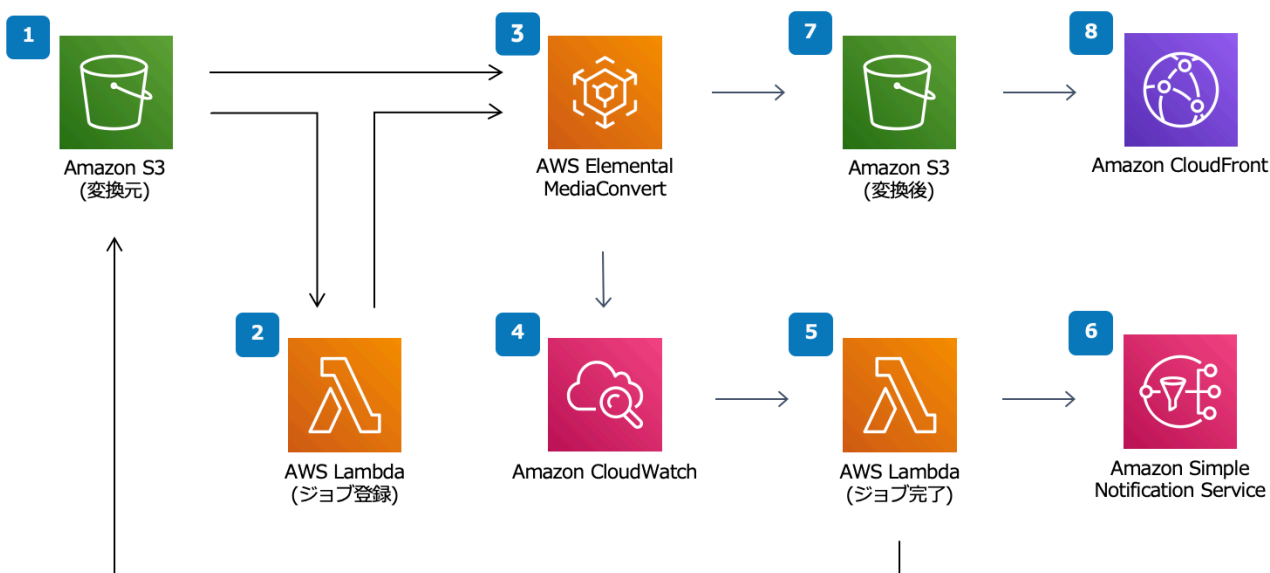 1
Amazon S3
(変換元)
3
AWS Elemental
MediaConvert
7
Amazon S3
(変換後)
8
Amazon CloudFront
2
AWS Lambda
(ジョブ登録)
4
Amazon CloudWatch
5
AWS Lambda
(ジョブ完了)
6
Amazon Simple
Notification Service